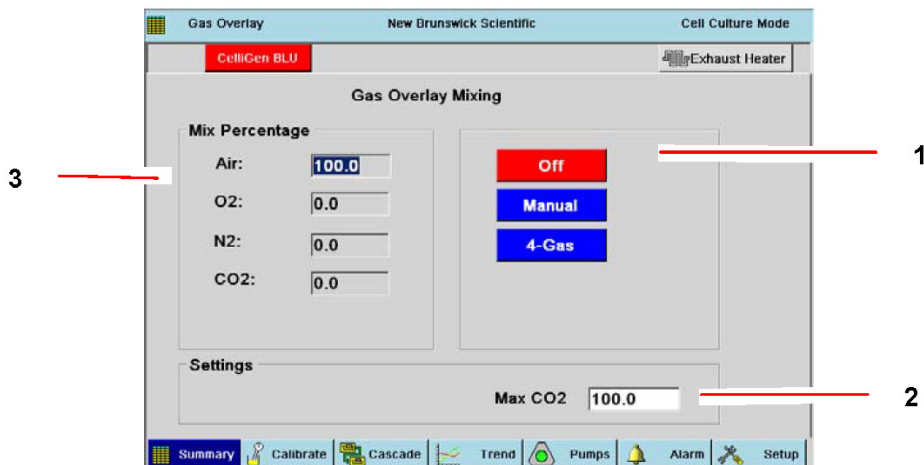 Gas Overlay New Brunswick Scientific Cell Culture Mode
CelliGen BLU Exhaust Heater
Gas Overlay Mixing
Mix Percentage
Air: 100.0
O2: 0.0
N2: 0.0
CO2: 0.0
Off
Manual
4-Gas
1
3
Settings
Max CO2 100.0
2
Summary Calibrate Cascade Trend Pumps Alarm Setup